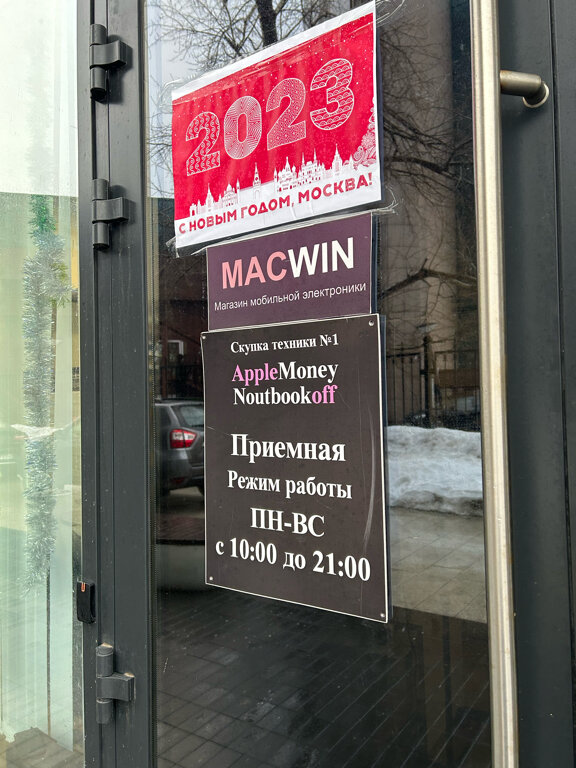 2023
С НОВЫМ ГОДОМ, МОСКВА!
MACWIN
Магазин мобильной электроники
Скупка техники №1
AppleMoney
Noutbookoff
Приемная
Режим работы
ПН-ВС
с 10:00 до 21:00